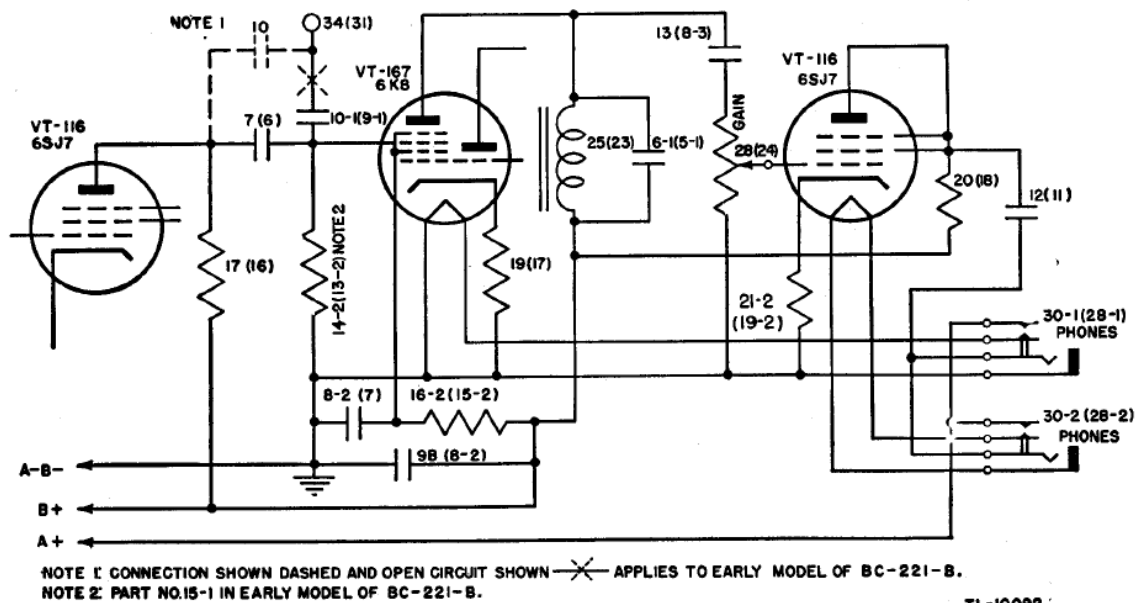 NOTE 1
10
34(31)
13 (8-3)
VT-167
6K8
VT-116
6SJ7
VT-116
6SJ7
7(6)
10-1(9-1)
GAIN
25(23)
6-1(5-1)
28(24)
20(18)
12(11)
17 (16)
14-2(13-2)NOTE 2
19(17)
21-2
(19-2)
30-1(28-1)
PHONES
8-2 (7)
16-2(15-2)
30-2 (28-2)
PHONES
9B (8-2)
A-B-
B+
A+
NOTE 1: CONNECTION SHOWN DASHED AND OPEN CIRCUIT SHOWN APPLIES TO EARLY MODEL OF BC-221-B.
NOTE 2: PART NO.15-1 IN EARLY MODEL OF BC-221-B.